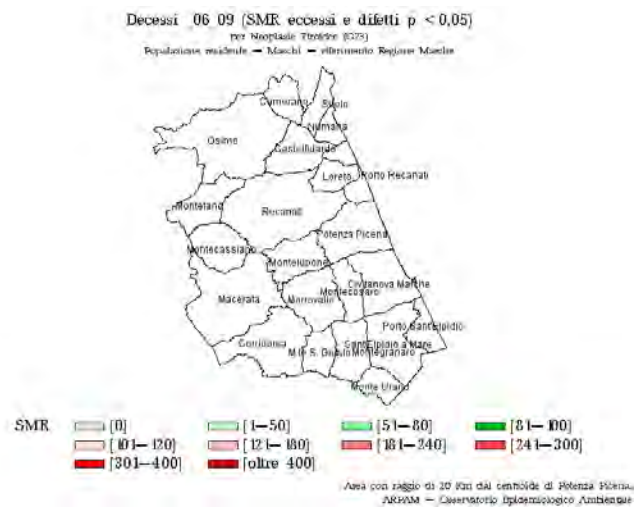 Decessi 06 09 (SMR eccessi e difetti p <0,05)
per Neoplasie Tiroidee (G23)
Popolazione residente — Maschi — riferimento Regione Marche
Camerano
Sirolo
Numana
Osimo
Castelfidardo
Loreto
Porto Recanati
Montefano
Recanati
Potenza Picena
Montecassiano
Montelupone
Civitanova Marche
Montecosaro
Macerata
Morrovalle
Porto Sant'Elpidio
Corridonia
Sant'Elpidio a Mare
M.te S. Giusto
Montegranaro
Monte Urano
SMR [0] [1—50] [51—80] [81—100]
[101—120] [121—180] [181—240] [241—300]
[301—400] [oltre 400]
Area con raggio di 20 Km dal centroide di Potenza Picena.
ARPAM — Osservatorio Epidemiologico Ambientale